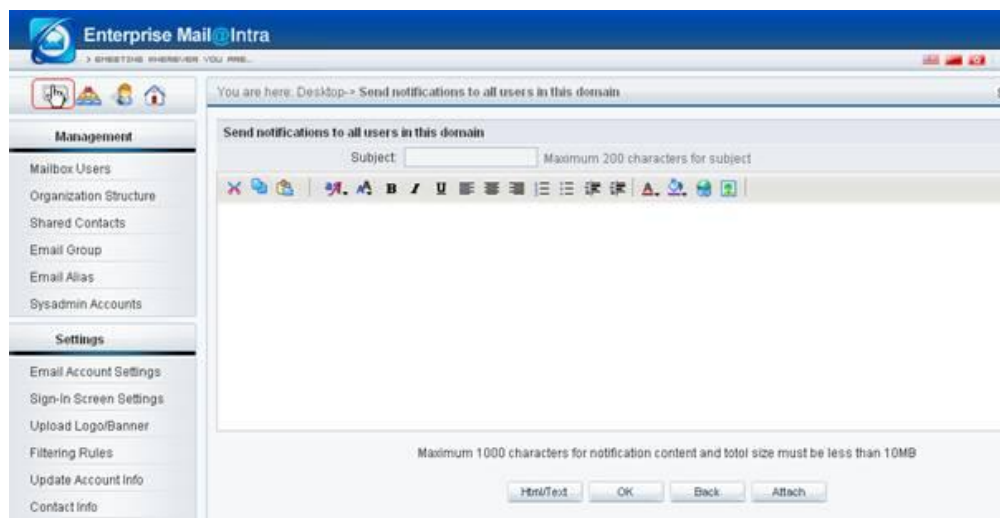 Enterprise Mail@Intra
> GREETING WHEREVER YOU ARE...
You are here: Desktop-> Send notifications to all users in this domain
Management
Mailbox Users
Organization Structure
Shared Contacts
Email Group
Email Alias
Sysadmin Accounts
Settings
Email Account Settings
Sign-In Screen Settings
Upload Logo/Banner
Filtering Rules
Update Account Info
Contact Info
Send notifications to all users in this domain
Subject Maximum 200 characters for subject
B I U
A
Maximum 1000 characters for notification content and totol size must be less than 10MB
Html/Text OK Back Attach